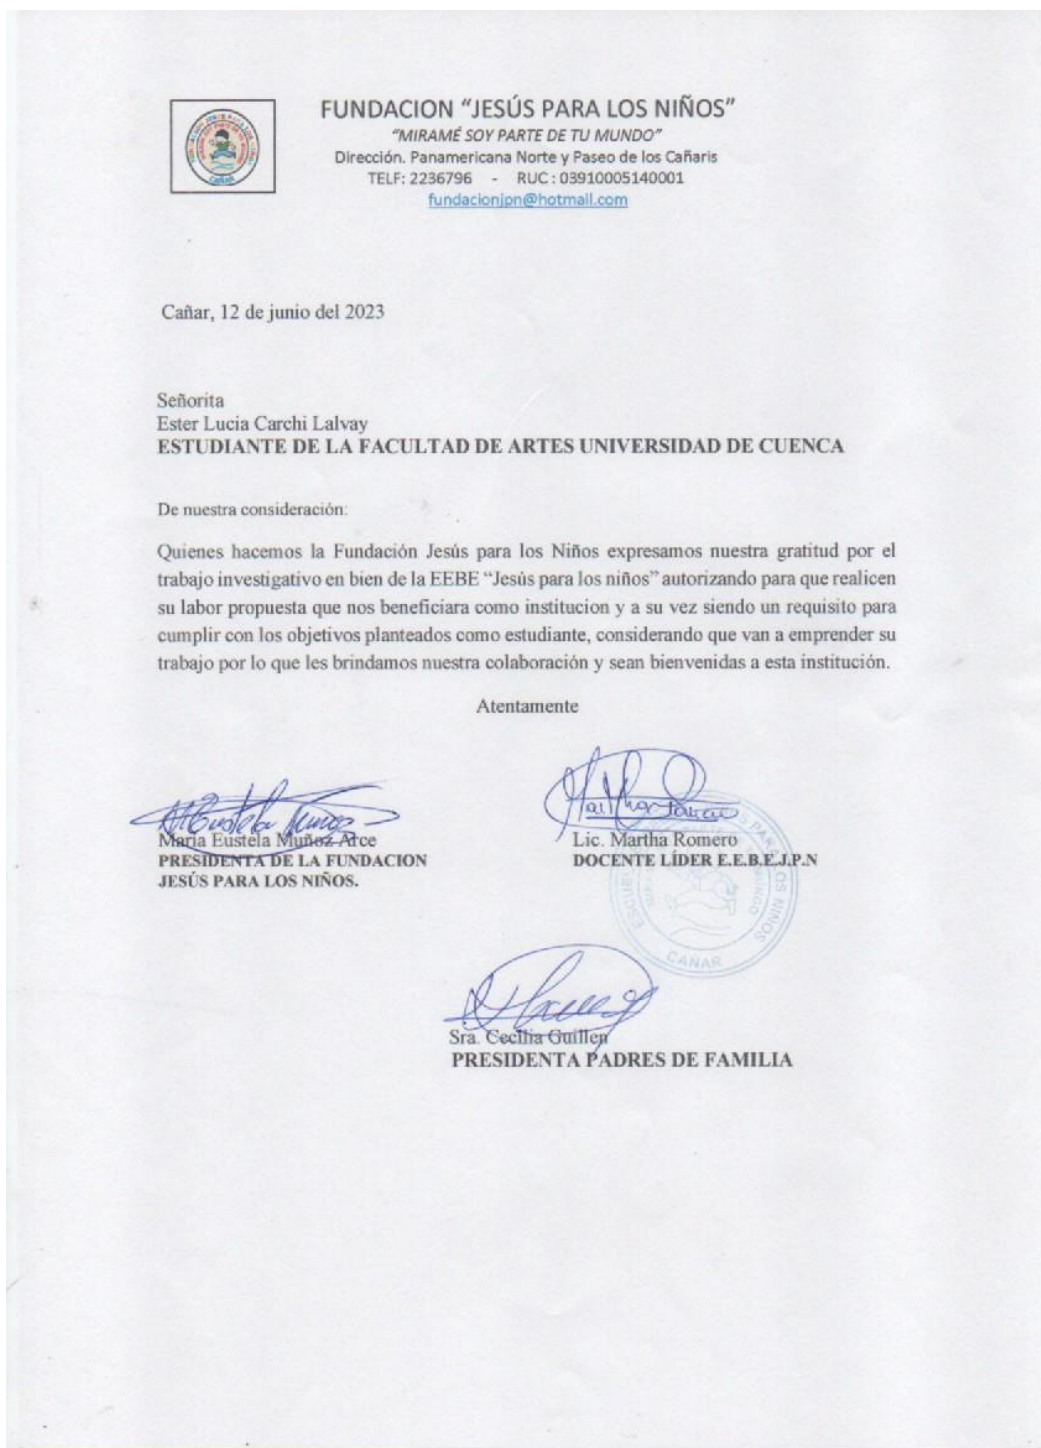 FUNDACION “JESÚS PARA LOS NIÑOS”
“MIRAMÉ SOY PARTE DE TU MUNDO”
Dirección. Panamericana Norte y Paseo de los Cañaris
TELF: 2236796 - RUC : 03910005140001
fundacionjpn@hotmail.com
CAÑAR
Cañar, 12 de junio del 2023
Señorita
Ester Lucia Carchi Lalvay
ESTUDIANTE DE LA FACULTAD DE ARTES UNIVERSIDAD DE CUENCA
De nuestra consideración:
Quienes hacemos la Fundación Jesús para los Niños expresamos nuestra gratitud por el
trabajo investigativo en bien de la EEBE “Jesús para los niños” autorizando para que realicen
su labor propuesta que nos beneficiara como institucion y a su vez siendo un requisito para
cumplir con los objetivos planteados como estudiante, considerando que van a emprender su
trabajo por lo que les brindamos nuestra colaboración y sean bienvenidas a esta institución.
Atentamente
María Eustela Muñoz Arce
PRESIDENTA DE LA FUNDACION
JESÚS PARA LOS NIÑOS.
Lic. Martha Romero
DOCENTE LÍDER E.E.B.E.J.P.N
PARA LOS NIÑOS
MUNDO
CAÑAR
Sra. Cecilia Guillen
PRESIDENTA PADRES DE FAMILIA